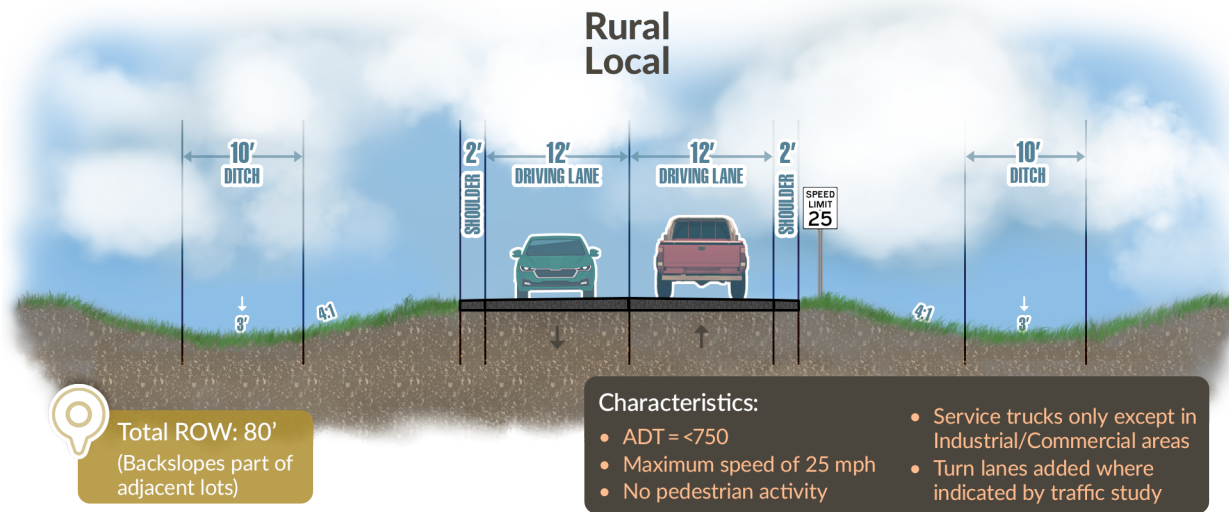 Rural
Local
10'
DITCH
2'
SHOULDER
12'
DRIVING LANE
12'
DRIVING LANE
2'
SHOULDER
10'
DITCH
SPEED
LIMIT
25
3'
4:1
4:1
3'
Total ROW: 80'
(Backslopes part of
adjacent lots)
Characteristics:
• ADT = <750
• Maximum speed of 25 mph
• No pedestrian activity
• Service trucks only except in
Industrial/Commercial areas
• Turn lanes added where
indicated by traffic study